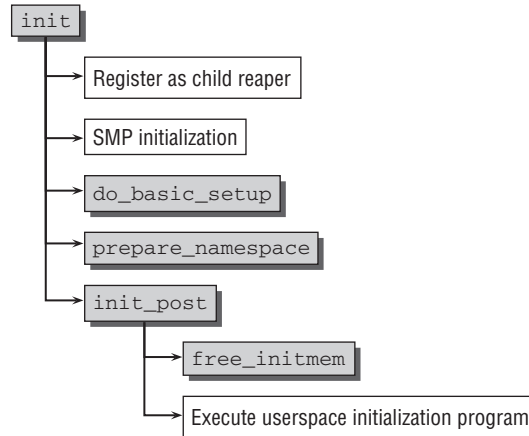 init
Register as child reaper
SMP initialization
do_basic_setup
prepare_namespace
init_post
free_initmem
Execute userspace initialization program